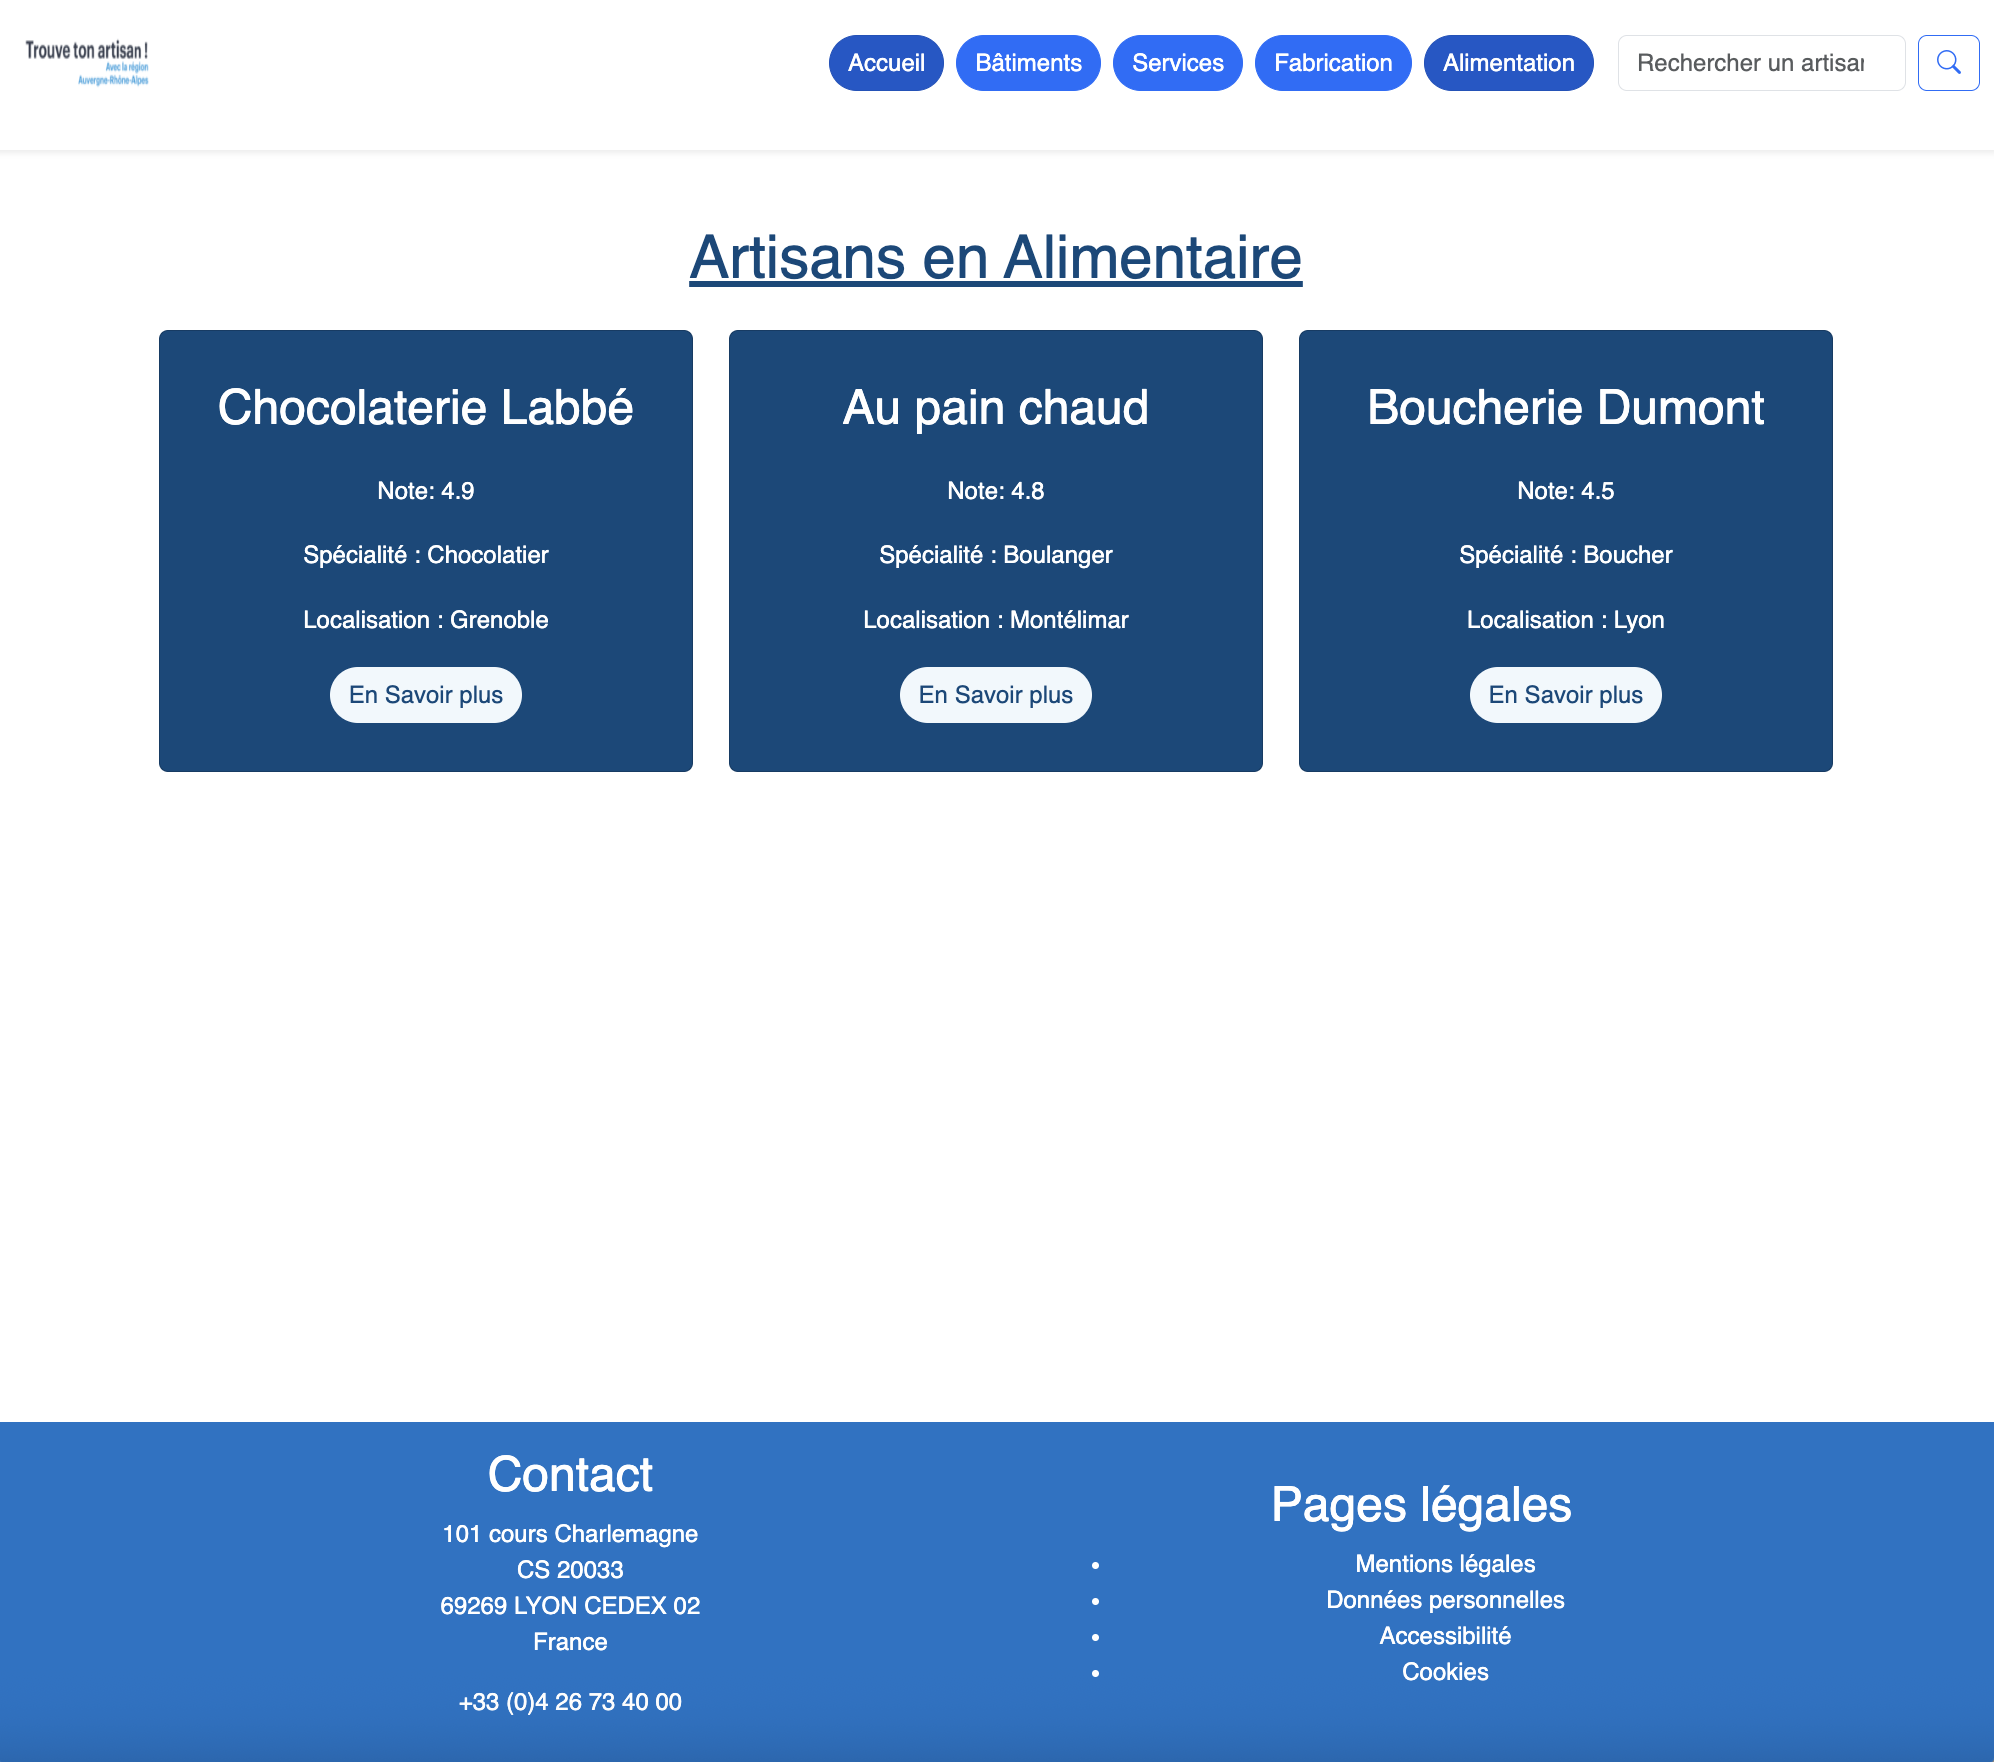 Trouve ton artisan !
Avec la région
Auvergne-Rhône-Alpes
Accueil
Bâtiments
Services
Fabrication
Alimentation
Rechercher un artisan
Artisans en Alimentaire
Chocolaterie Labbé
Note: 4.9
Spécialité : Chocolatier
Localisation : Grenoble
En Savoir plus
Au pain chaud
Note: 4.8
Spécialité : Boulanger
Localisation : Montélimar
En Savoir plus
Boucherie Dumont
Note: 4.5
Spécialité : Boucher
Localisation : Lyon
En Savoir plus
Contact
101 cours Charlemagne
CS 20033
69269 LYON CEDEX 02
France
+33 (0)4 26 73 40 00
Pages légales
• Mentions légales
• Données personnelles
• Accessibilité
• Cookies